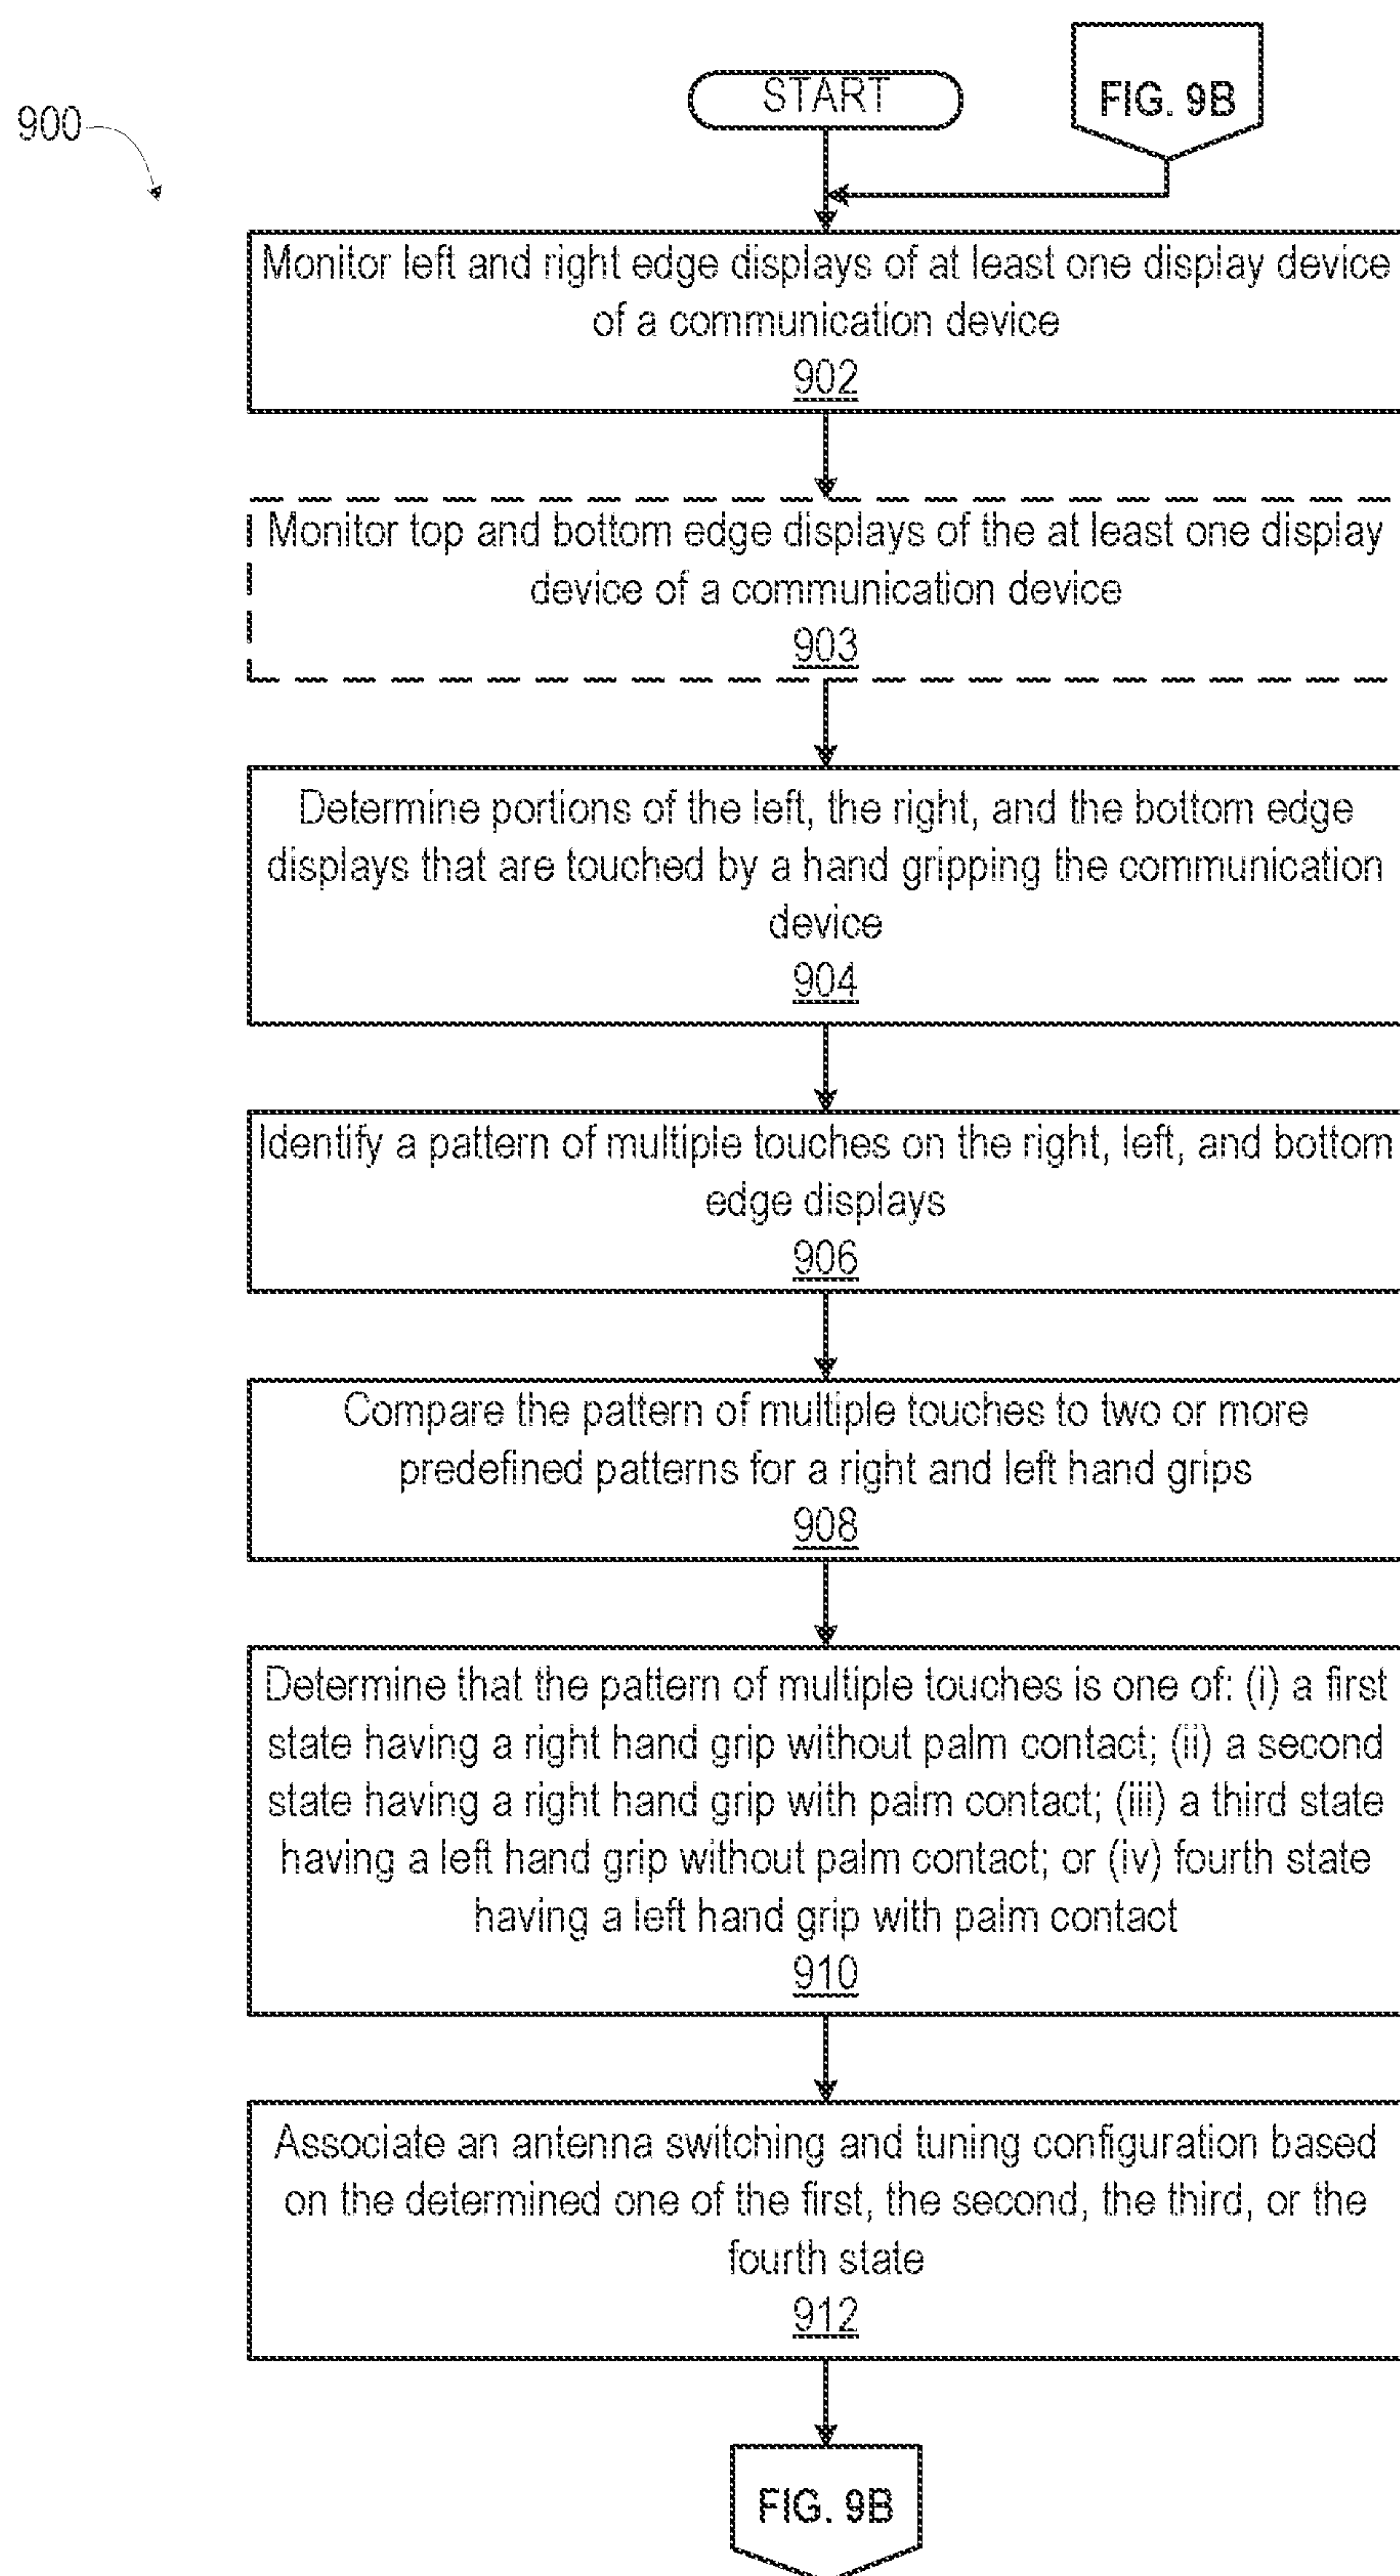 900
START
FIG. 9B
Monitor left and right edge displays of at least one display device
of a communication device
902
Monitor top and bottom edge displays of the at least one display
device of a communication device
903
Determine portions of the left, the right, and the bottom edge
displays that are touched by a hand gripping the communication
device
904
Identify a pattern of multiple touches on the right, left, and bottom
edge displays
906
Compare the pattern of multiple touches to two or more
predefined patterns for a right and left hand grips
908
Determine that the pattern of multiple touches is one of: (i) a first
state having a right hand grip without palm contact; (ii) a second
state having a right hand grip with palm contact; (iii) a third state
having a left hand grip without palm contact; or (iv) fourth state
having a left hand grip with palm contact
910
Associate an antenna switching and tuning configuration based
on the determined one of the first, the second, the third, or the
fourth state
912
FIG. 9B